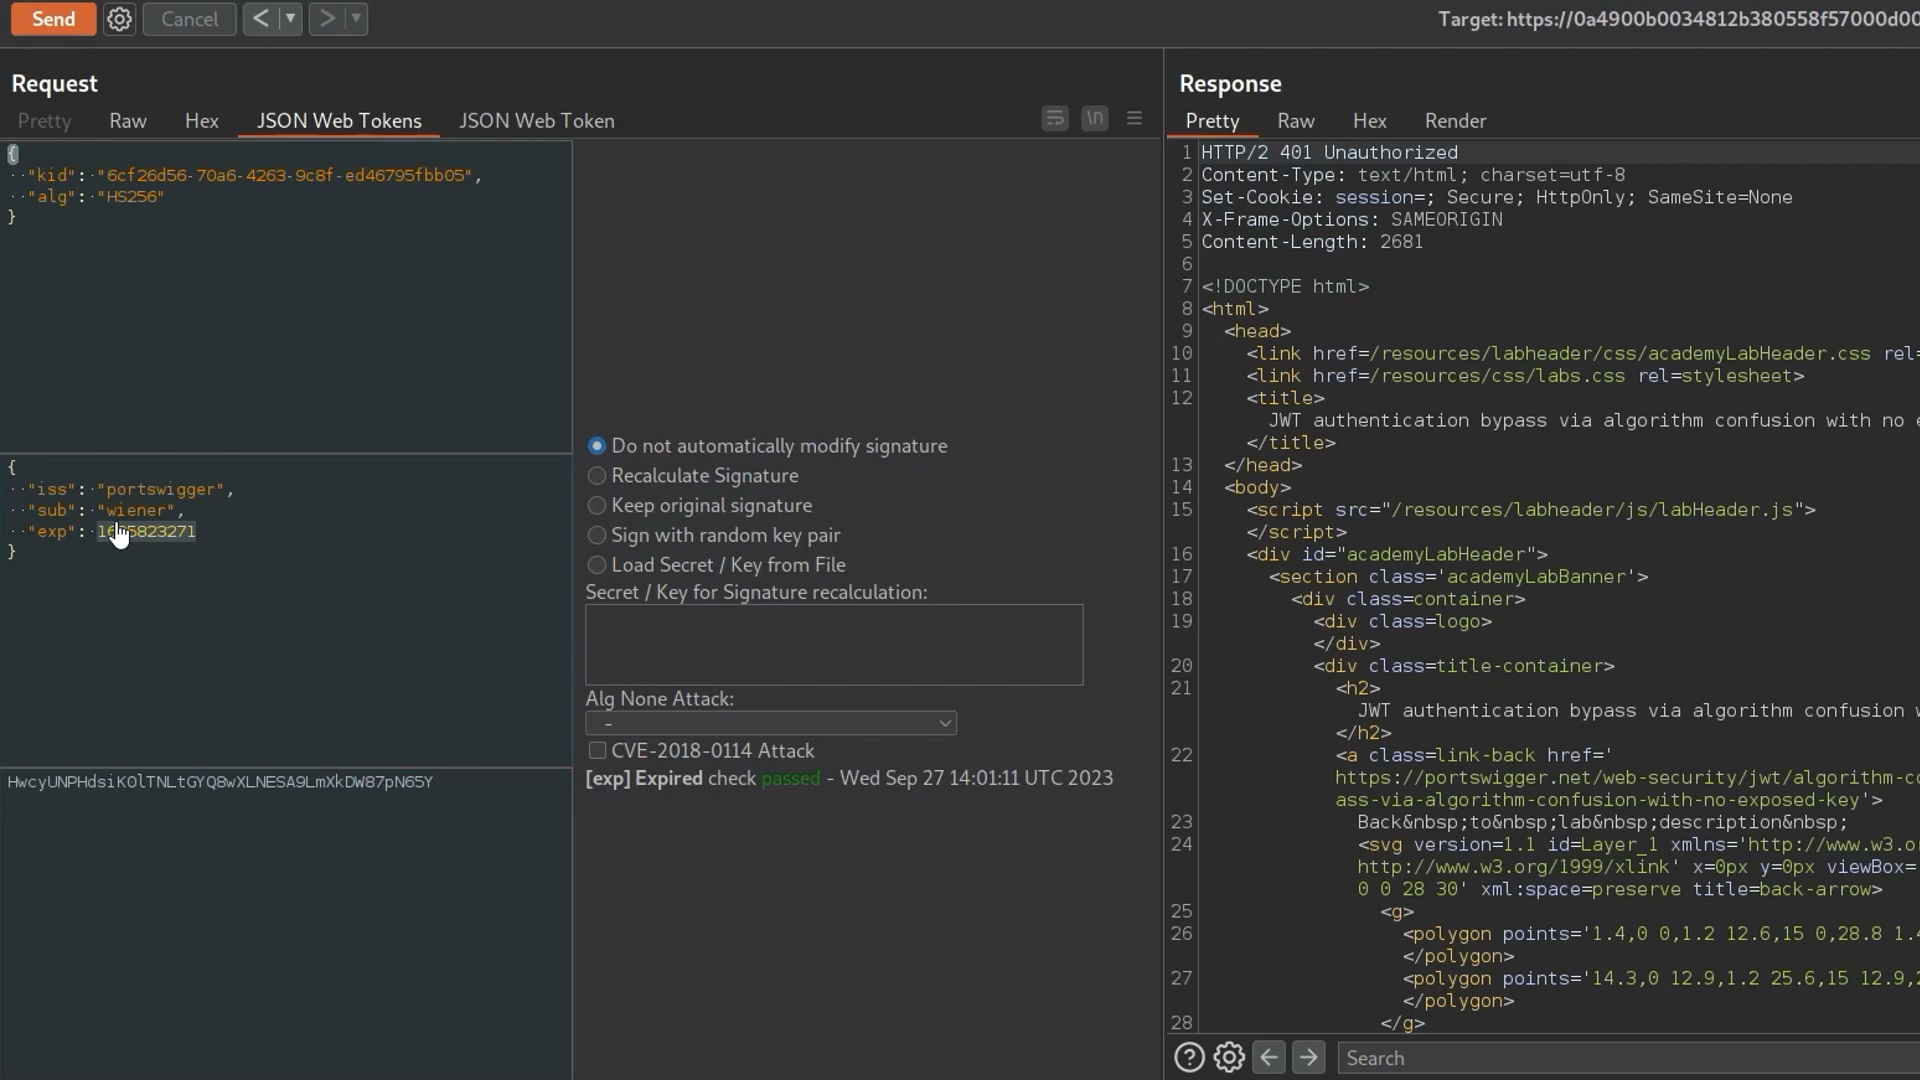 Send
Cancel
<
>
Target: https://0a4900b0034812b380558f57000d00
Request
Pretty
Raw
Hex
JSON Web Tokens
JSON Web Token
\n
{
"kid": "6cf26d56-70a6-4263-9c8f-ed46795fbb05",
"alg": "HS256"
}
{
"iss": "portswigger",
"sub": "wiener",
"exp":
}
HwcyUNPHdsiKOlTNLtGYQ8wXLNESA9LmXkDW87pN65Y
Do not automatically modify signature
Recalculate Signature
Keep original signature
Sign with random key pair
Load Secret / Key from File
Secret / Key for Signature recalculation:
Alg None Attack:
-
CVE-2018-0114 Attack
[exp] Expired check passed - Wed Sep 27 14:01:11 UTC 2023
Response
Pretty
Raw
Hex
Render
1 HTTP/2 401 Unauthorized
2 Content-Type: text/html; charset=utf-8
3 Set-Cookie: session=; Secure; HttpOnly; SameSite=None
4 X-Frame-Options: SAMEORIGIN
5 Content-Length: 2681
6
7 <!DOCTYPE html>
8 <html>
9 <head>
10 <link href=/resources/labheader/css/academyLabHeader.css rel=
11 <link href=/resources/css/labs.css rel=stylesheet>
12 <title>
JWT authentication bypass via algorithm confusion with no
</title>
13 </head>
14 <body>
15 <script src="/resources/labheader/js/labHeader.js">
</script>
16 <div id="academyLabHeader">
17 <section class='academyLabBanner'>
18 <div class=container>
19 <div class=logo>
</div>
20 <div class=title-container>
21 <h2>
JWT authentication bypass via algorithm confusion
</h2>
22 <a class=link-back href='
https://portswigger.net/web-security/jwt/algorithm-co
ass-via-algorithm-confusion-with-no-exposed-key'>
23 Back&nbsp;to&nbsp;lab&nbsp;description&nbsp;
24 <svg version=1.1 id=Layer_1 xmlns='http://www.w3.o
http://www.w3.org/1999/xlink' x=0px y=0px viewBox=
0 0 28 30' xml:space=preserve title=back-arrow>
25 <g>
26 <polygon points='1.4,0 0,1.2 12.6,15 0,28.8 1.4
</polygon>
27 <polygon points='14.3,0 12.9,1.2 25.6,15 12.9,2
</polygon>
28 </g>
?
Search